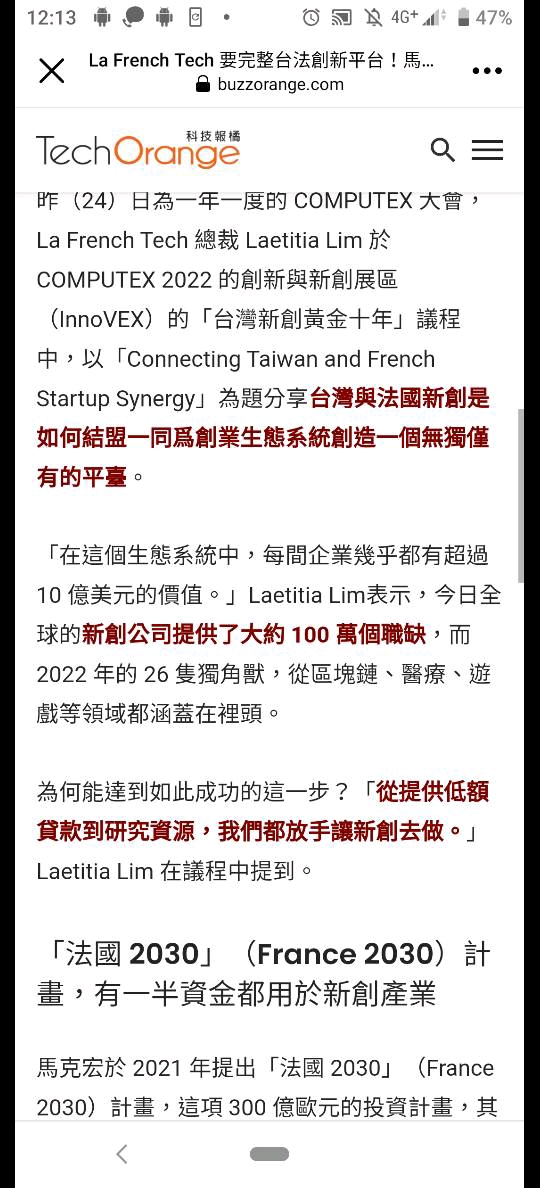 12:13
4G+
47%
La French Tech 要完整台法創新平台！馬...
buzzorange.com
科技報橘
TechOrange
昨（24）日為一年一度的 COMPUTEX 大會，
La French Tech 總裁 Laetitia Lim 於
COMPUTEX 2022 的創新與新創展區
（InnoVEX）的「台灣新創黃金十年」議程
中，以「Connecting Taiwan and French
Startup Synergy」為題分享台灣與法國新創是
如何結盟一同爲創業生態系統創造一個無獨僅
有的平臺。
「在這個生態系統中，每間企業幾乎都有超過
10 億美元的價值。」Laetitia Lim表示，今日全
球的新創公司提供了大約 100 萬個職缺，而
2022 年的 26 隻獨角獸，從區塊鏈、醫療、遊
戲等領域都涵蓋在裡頭。
為何能達到如此成功的這一步？「從提供低額
貸款到研究資源，我們都放手讓新創去做。」
Laetitia Lim 在議程中提到。
「法國 2030」（France 2030）計
畫，有一半資金都用於新創產業
馬克宏於 2021 年提出「法國 2030」（France
2030）計畫，這項 300 億歐元的投資計畫，其